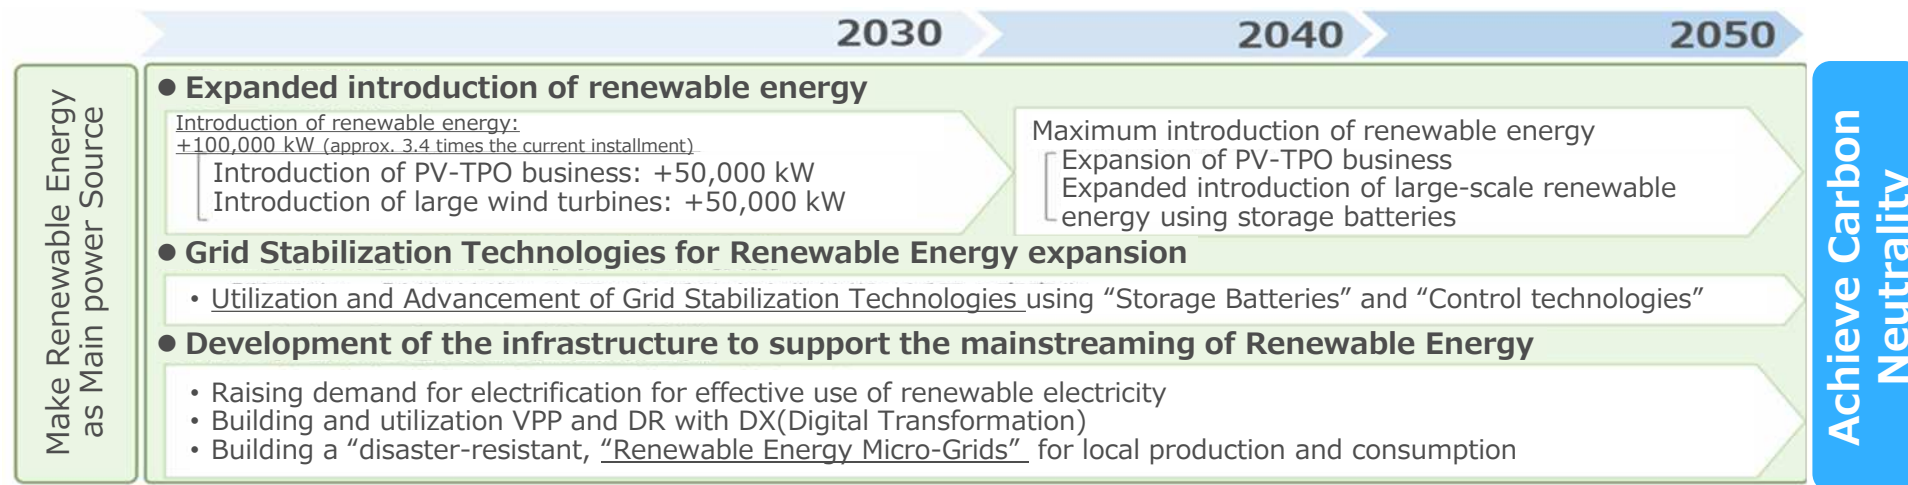 2030
2040
2050
Make Renewable Energy
as Main power Source
● Expanded introduction of renewable energy
Introduction of renewable energy:
+100,000 kW (approx. 3.4 times the current installment)
Introduction of PV-TPO business: +50,000 kW
Introduction of large wind turbines: +50,000 kW
Maximum introduction of renewable energy
Expansion of PV-TPO business
Expanded introduction of large-scale renewable
energy using storage batteries
● Grid Stabilization Technologies for Renewable Energy expansion
・Utilization and Advancement of Grid Stabilization Technologies using “Storage Batteries” and “Control technologies”
● Development of the infrastructure to support the mainstreaming of Renewable Energy
・Raising demand for electrification for effective use of renewable electricity
・Building and utilization VPP and DR with DX(Digital Transformation)
・Building a “disaster-resistant, “Renewable Energy Micro-Grids” for local production and consumption
Achieve Carbon
Neutrality